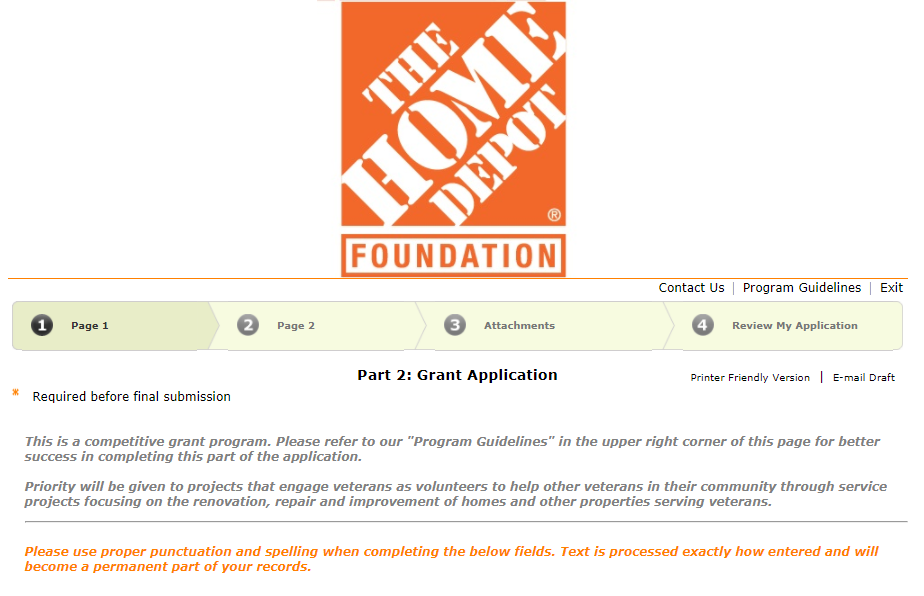 THE
HOME
DEPOT
®
FOUNDATION
Contact Us | Program Guidelines | Exit
1 Page 1 2 Page 2 3 Attachments 4 Review My Application
Part 2: Grant Application
Printer Friendly Version | E-mail Draft
* Required before final submission
This is a competitive grant program. Please refer to our "Program Guidelines" in the upper right corner of this page for better
success in completing this part of the application.
Priority will be given to projects that engage veterans as volunteers to help other veterans in their community through service
projects focusing on the renovation, repair and improvement of homes and other properties serving veterans.
Please use proper punctuation and spelling when completing the below fields. Text is processed exactly how entered and will
become a permanent part of your records.